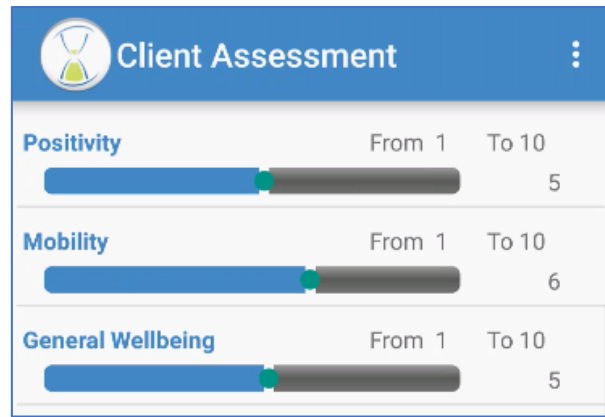 Client Assessment
Positivity From 1 To 10
5
Mobility From 1 To 10
6
General Wellbeing From 1 To 10
5